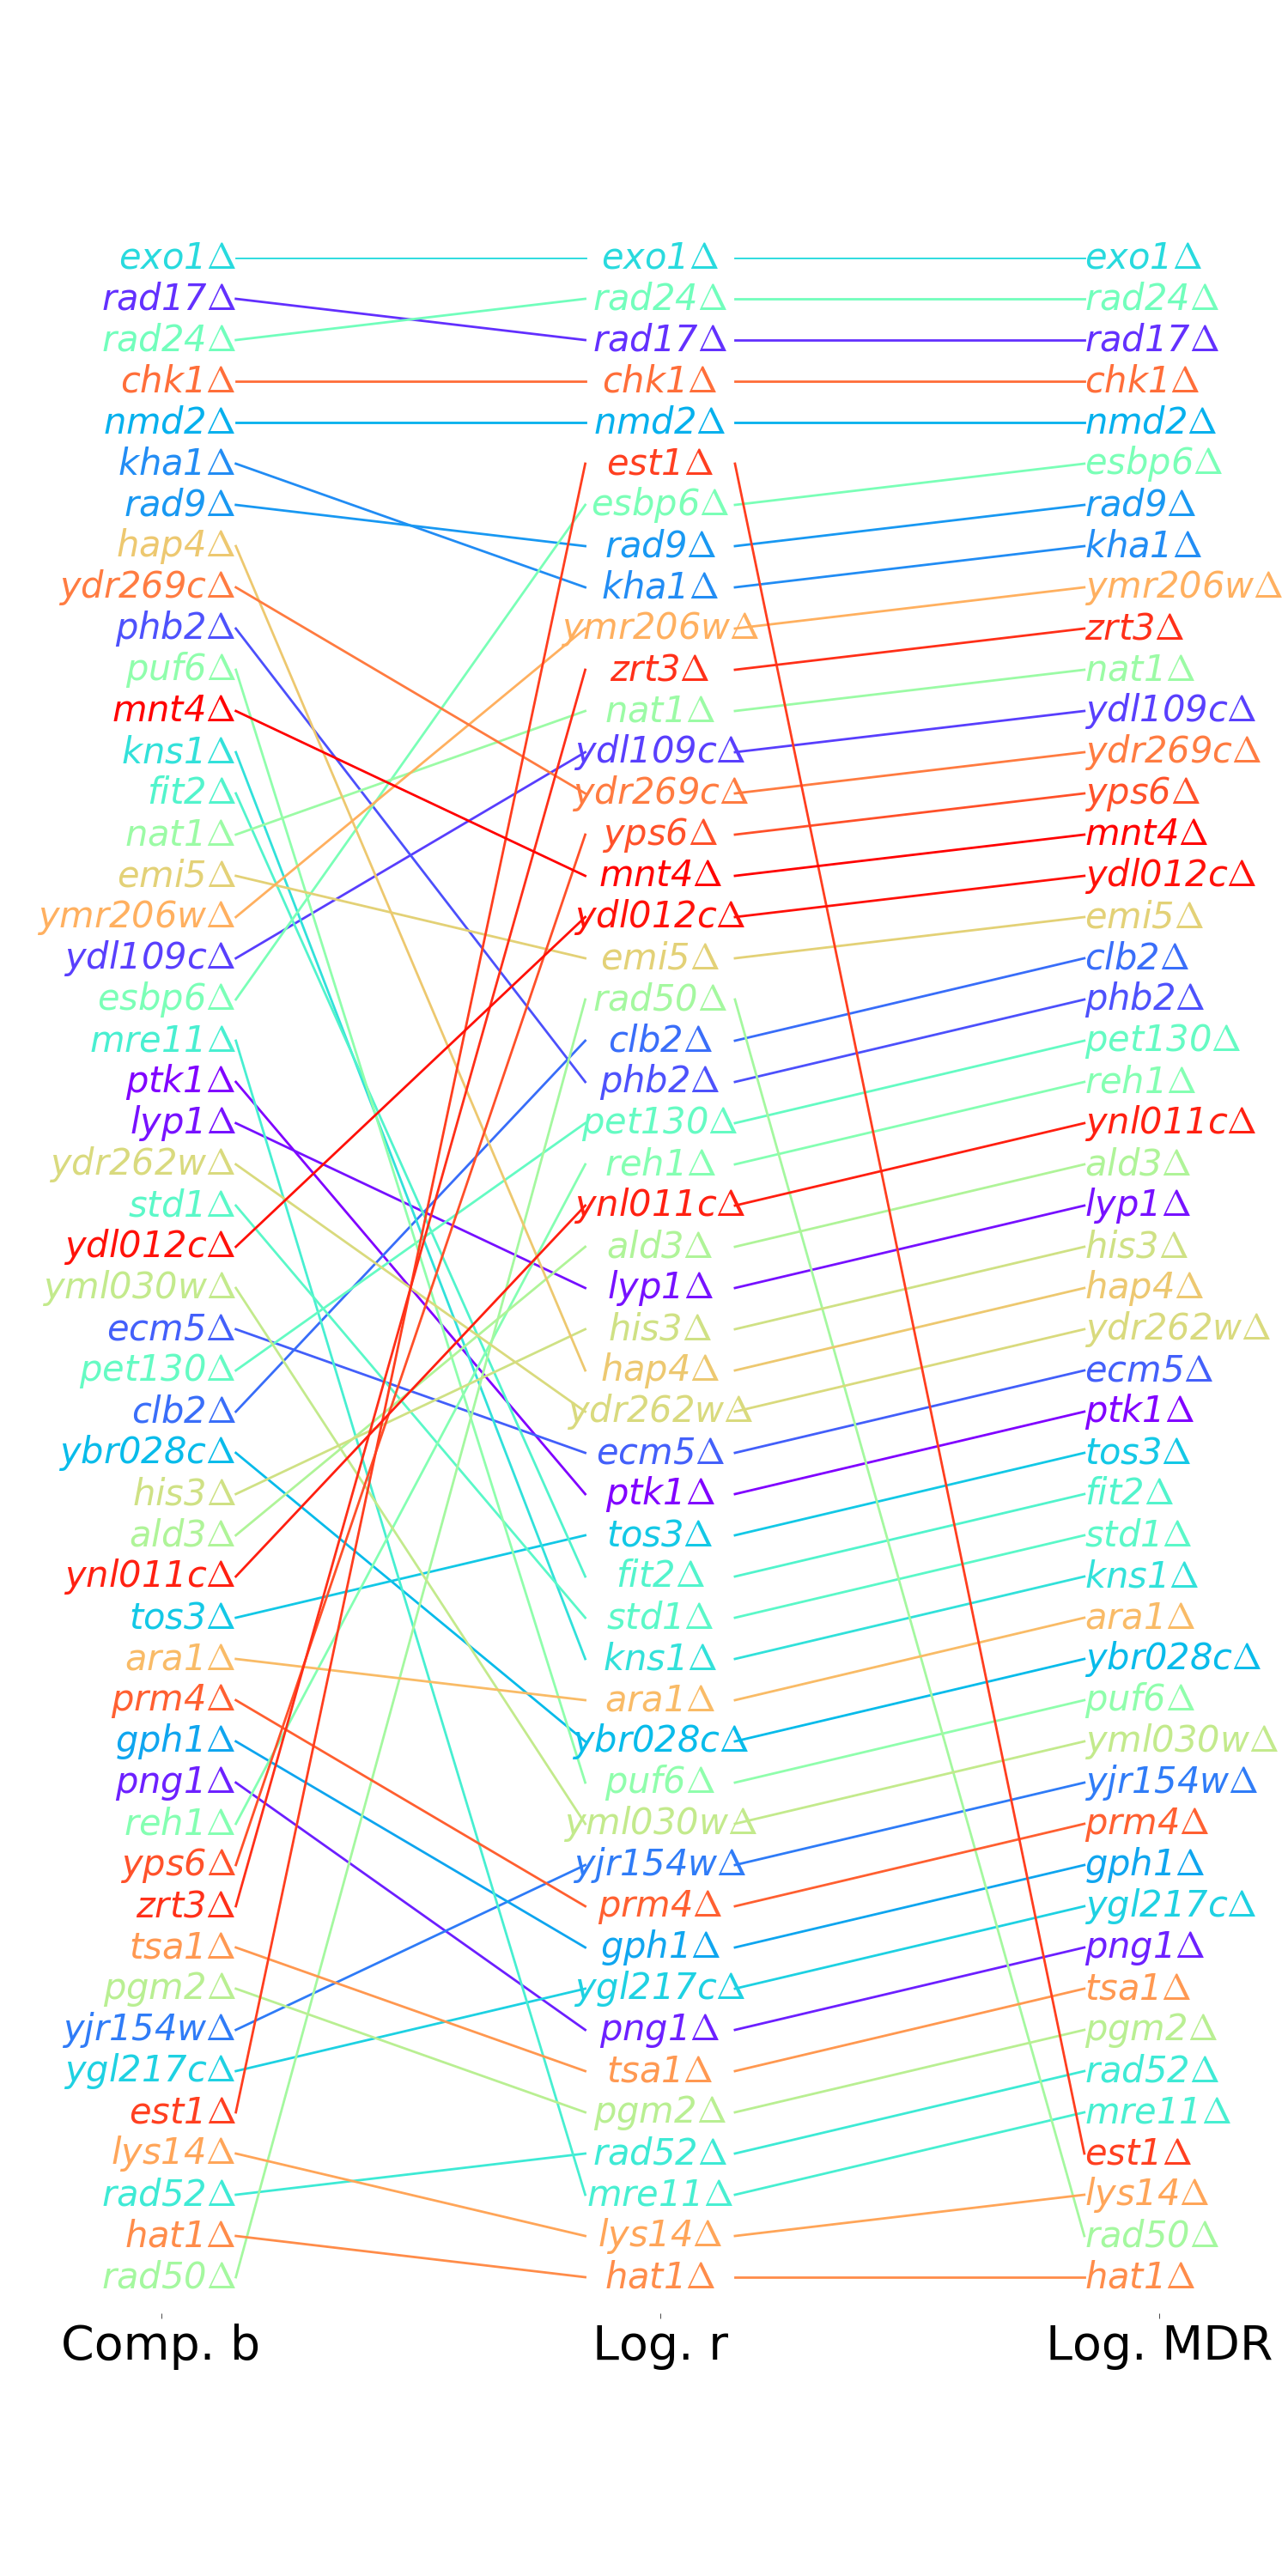 exo1Δ exo1Δ exo1Δ
rad17Δ rad24Δ rad24Δ
rad24Δ rad17Δ rad17Δ
chk1Δ chk1Δ chk1Δ
nmd2Δ nmd2Δ nmd2Δ
kha1Δ est1Δ esbp6Δ
rad9Δ esbp6Δ rad9Δ
hap4Δ rad9Δ kha1Δ
ydr269cΔ kha1Δ ymr206wΔ
phb2Δ ymr206wΔ zrt3Δ
puf6Δ zrt3Δ nat1Δ
mnt4Δ nat1Δ ydl109cΔ
kns1Δ ydl109cΔ ydr269cΔ
fit2Δ ydr269cΔ yps6Δ
nat1Δ yps6Δ mnt4Δ
emi5Δ mnt4Δ ydl012cΔ
ymr206wΔ ydl012cΔ emi5Δ
ydl109cΔ emi5Δ clb2Δ
esbp6Δ rad50Δ phb2Δ
mre11Δ clb2Δ pet130Δ
ptk1Δ phb2Δ reh1Δ
lyp1Δ pet130Δ ynl011cΔ
ydr262wΔ reh1Δ ald3Δ
std1Δ ynl011cΔ lyp1Δ
ydl012cΔ ald3Δ his3Δ
yml030wΔ lyp1Δ hap4Δ
ecm5Δ his3Δ ydr262wΔ
pet130Δ hap4Δ ecm5Δ
clb2Δ ydr262wΔ ptk1Δ
ybr028cΔ ecm5Δ tos3Δ
his3Δ ptk1Δ fit2Δ
ald3Δ tos3Δ std1Δ
ynl011cΔ fit2Δ kns1Δ
tos3Δ std1Δ ara1Δ
ara1Δ kns1Δ ybr028cΔ
prm4Δ ara1Δ puf6Δ
gph1Δ ybr028cΔ yml030wΔ
png1Δ puf6Δ yjr154wΔ
reh1Δ yml030wΔ prm4Δ
yps6Δ yjr154wΔ gph1Δ
zrt3Δ prm4Δ ygl217cΔ
tsa1Δ gph1Δ png1Δ
pgm2Δ ygl217cΔ tsa1Δ
yjr154wΔ png1Δ pgm2Δ
ygl217cΔ tsa1Δ rad52Δ
est1Δ pgm2Δ mre11Δ
lys14Δ rad52Δ est1Δ
rad52Δ mre11Δ lys14Δ
hat1Δ lys14Δ rad50Δ
rad50Δ hat1Δ hat1Δ
Comp. b Log. r Log. MDR